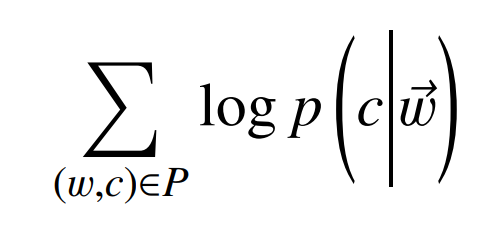 ∑ log p(c|w⃗)
(w,c)∈P